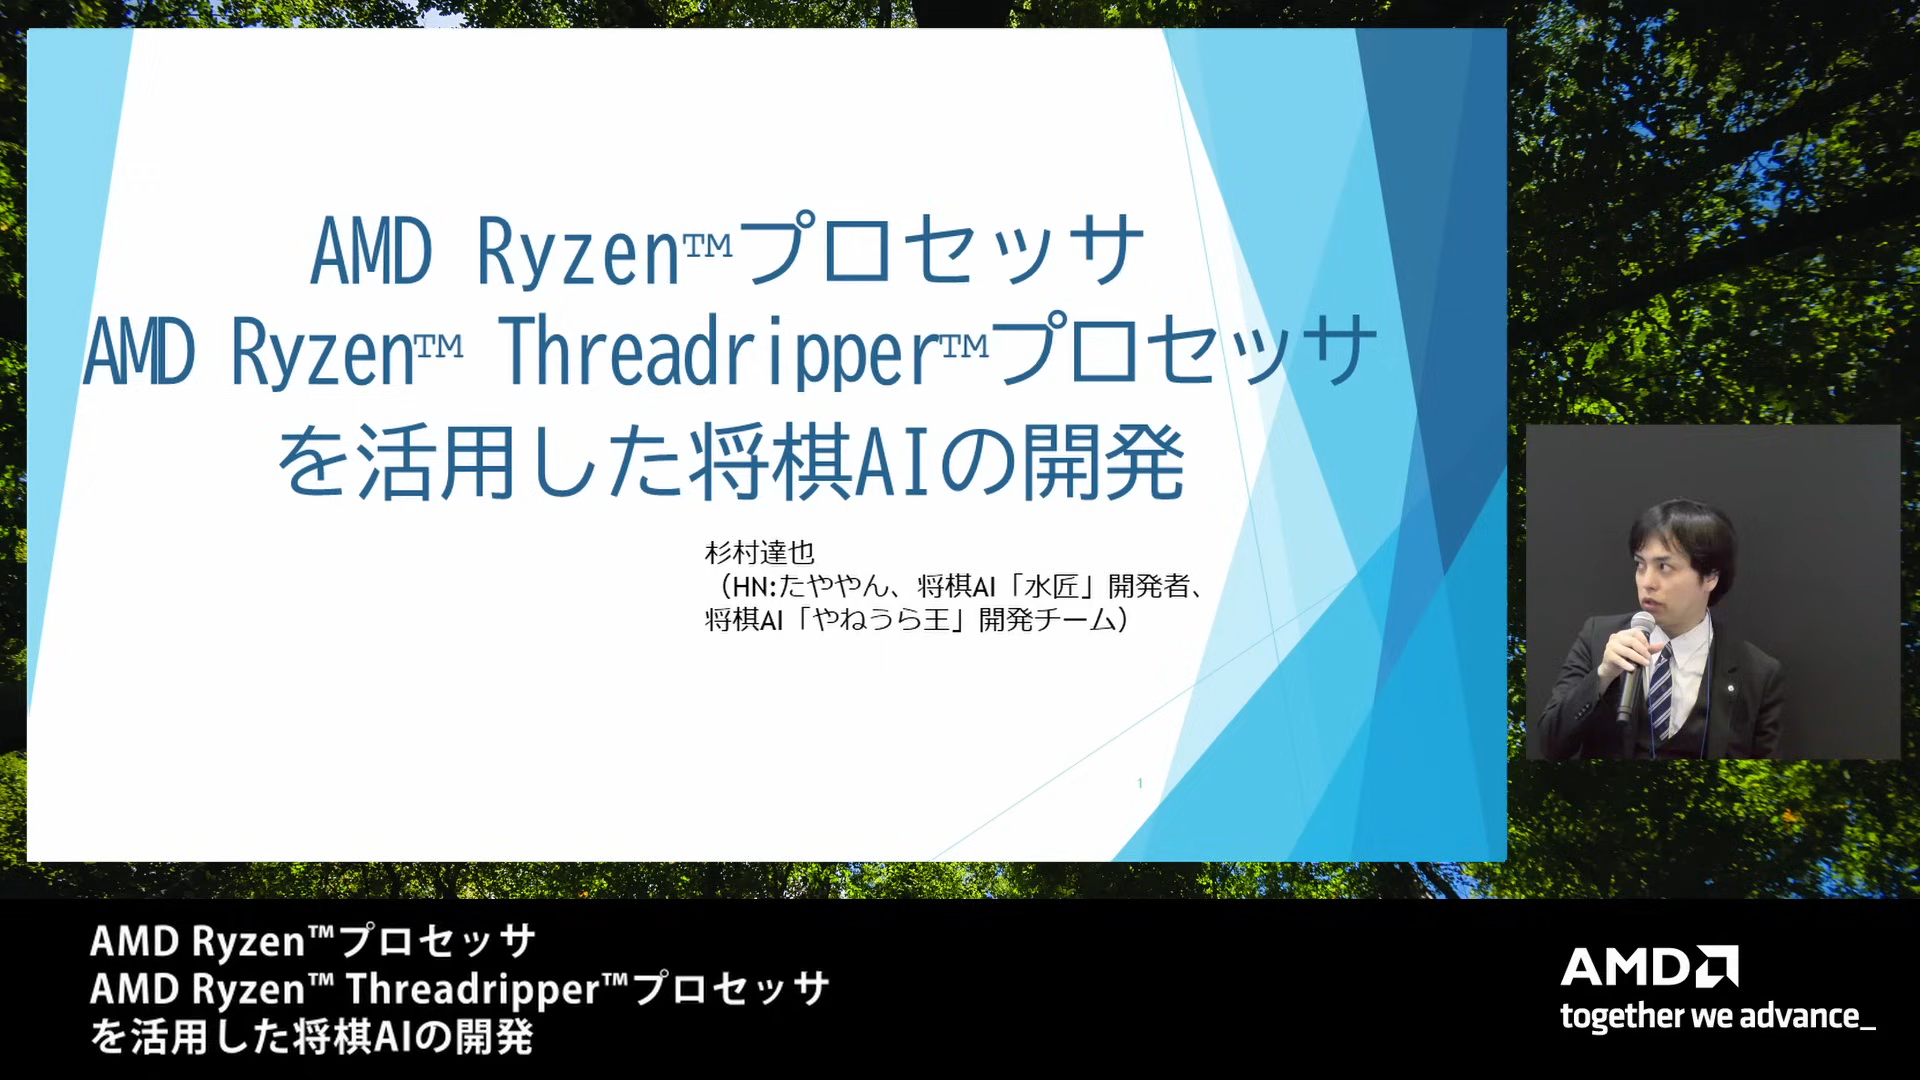 AMD Ryzen™プロセッサ
AMD Ryzen™ Threadripper™プロセッサ
を活用した将棋AIの開発
杉村達也
（HN:たややん、将棋AI「水匠」開発者、
将棋AI「やねうら王」開発チーム）
1
AMD Ryzen™プロセッサ
AMD Ryzen™ Threadripper™プロセッサ
を活用した将棋AIの開発
AMD
together we advance_